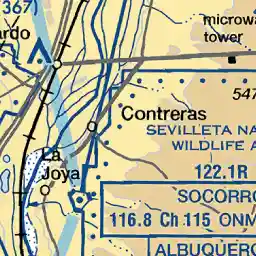 367)
ardo
microwa
tower
547
Contreras
SEVILLETA NA
WILDLIFE A
La
Joya
122.1R
SOCORRO
116.8 Ch 115 ONM
ALBUQUERQ